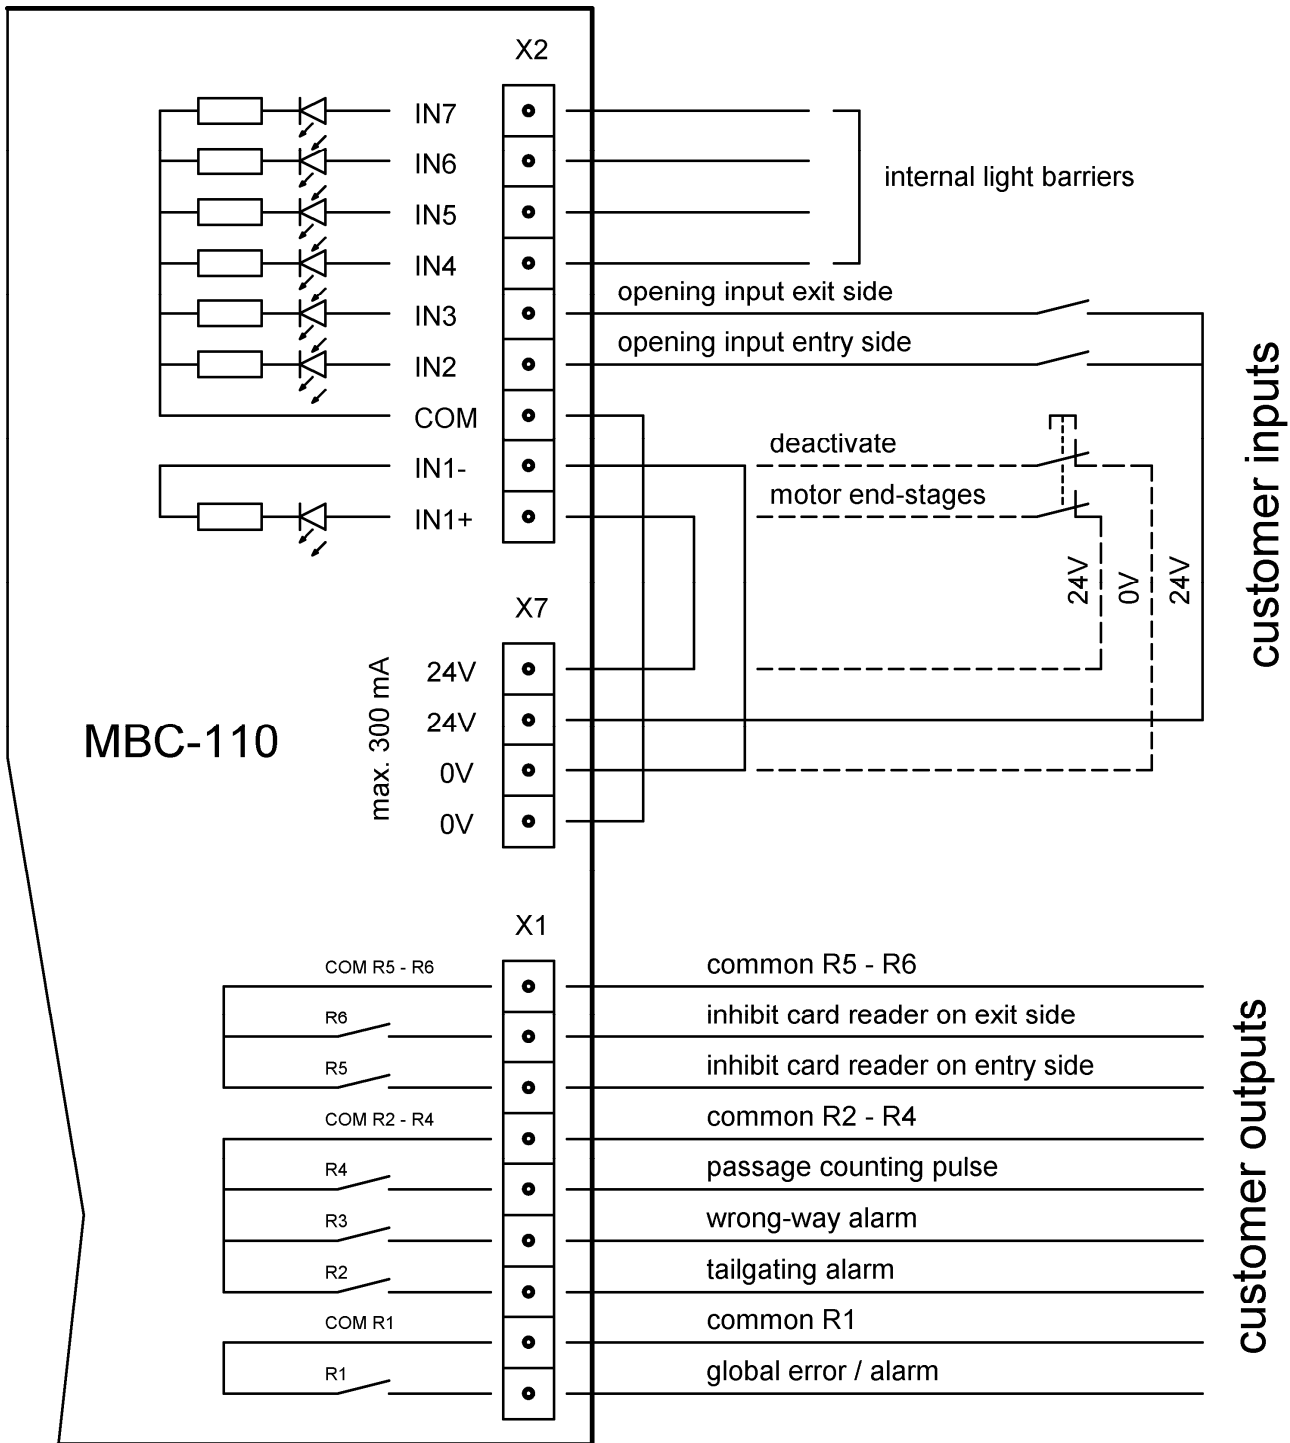 X2
IN7
IN6
internal light barriers
IN5
IN4
opening input exit side
IN3
opening input entry side
IN2
COM
deactivate
IN1-
motor end-stages
IN1+
24V
0V
24V
customer inputs
X7
max. 300 mA
24V
24V
0V
0V
MBC-110
X1
COM R5 - R6
common R5 - R6
R6
inhibit card reader on exit side
R5
inhibit card reader on entry side
COM R2 - R4
common R2 - R4
R4
passage counting pulse
R3
wrong-way alarm
R2
tailgating alarm
COM R1
common R1
R1
global error / alarm
customer outputs